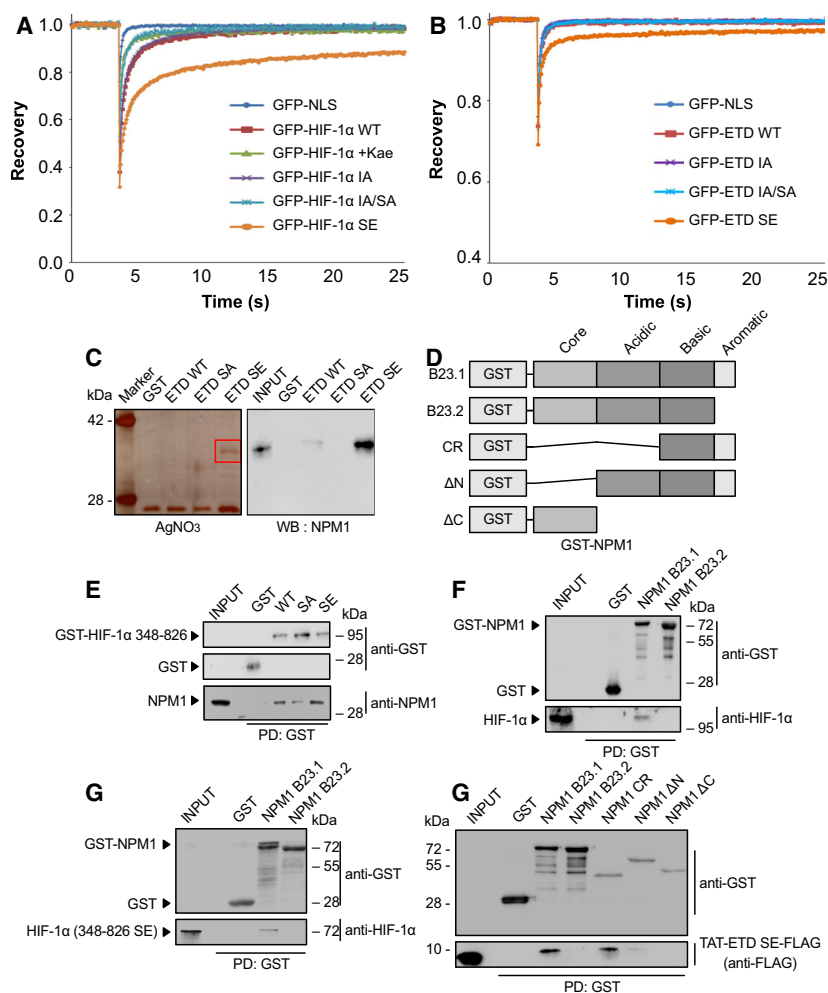 A
Recovery
1.0
0.8
0.6
0.4
0.2
0.0
GFP-NLS
GFP-HIF-1α WT
GFP-HIF-1α +Kae
GFP-HIF-1α IA
GFP-HIF-1α IA/SA
GFP-HIF-1α SE
0 5 10 15 20 25
Time (s)
B
Recovery
1.0
0.8
0.6
0.4
GFP-NLS
GFP-ETD WT
GFP-ETD IA
GFP-ETD IA/SA
GFP-ETD SE
0 5 10 15 20 25
Time (s)
C
kDa
Marker GST ETD WT ETD SA ETD SE
INPUT GST ETD WT ETD SA ETD SE
42 -
28 -
AgNO3
WB : NPM1
D
Core Acidic Basic Aromatic
B23.1 GST
B23.2 GST
CR GST
ΔN GST
ΔC GST
GST-NPM1
E
INPUT GST WT SA SE
kDa
GST-HIF-1α 348-826
– 95
GST
– 28
anti-GST
NPM1
– 28
anti-NPM1
PD: GST
F
INPUT GST NPM1 B23.1 NPM1 B23.2
kDa
GST-NPM1
– 72
– 55
anti-GST
– 28
GST
HIF-1α
– 95
anti-HIF-1α
PD: GST
G
INPUT GST NPM1 B23.1 NPM1 B23.2
kDa
GST-NPM1
– 72
– 55
anti-GST
GST
– 28
HIF-1α (348-826 SE)
– 72
anti-HIF-1α
PD: GST
G
INPUT GST NPM1 B23.1 NPM1 B23.2 NPM1 CR NPM1 ΔN NPM1 ΔC
kDa
72 -
55 -
28 -
anti-GST
10 -
TAT-ETD SE-FLAG
(anti-FLAG)
PD: GST